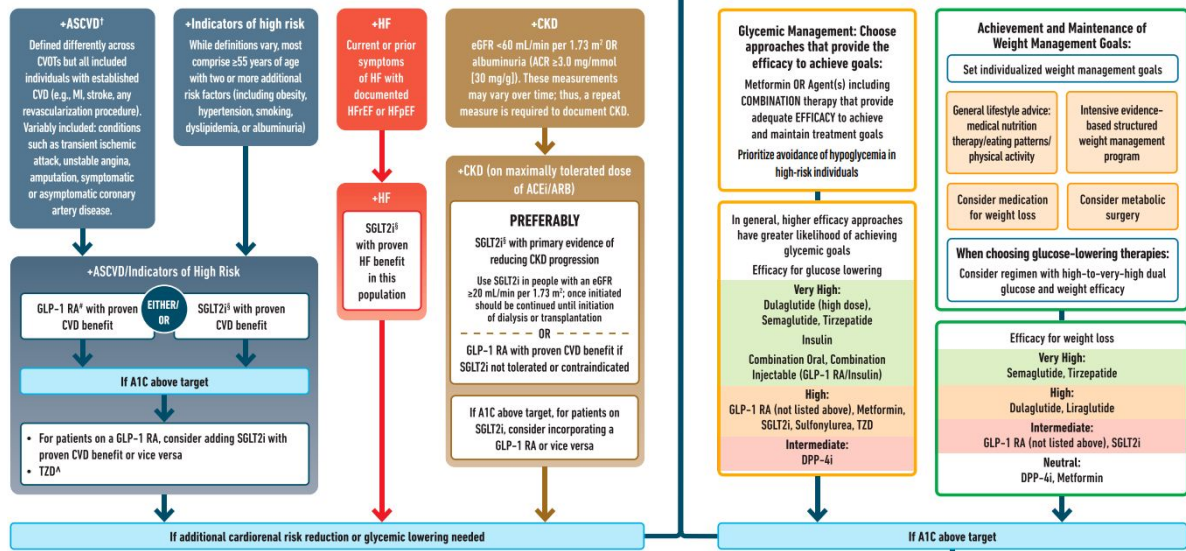 +ASCVD†
Defined differently across
CVOTs but all included
individuals with established
CVD (e.g., MI, stroke, any
revascularization procedure).
Variably included: conditions
such as transient ischemic
attack, unstable angina,
amputation, symptomatic
or asymptomatic coronary
artery disease.
+Indicators of high risk
While definitions vary, most
comprise ≥55 years of age
with two or more additional
risk factors (including obesity,
hypertension, smoking,
dyslipidemia, or albuminuria)
+ASCVD/Indicators of High Risk
GLP-1 RA# with proven
CVD benefit
EITHER/
OR
SGLT2i§ with proven
CVD benefit
If A1C above target
• For patients on a GLP-1 RA, consider adding SGLT2i with
proven CVD benefit or vice versa
• TZD^
+HF
Current or prior
symptoms
of HF with
documented
HFrEF or HFpEF
+HF
SGLT2i§
with proven
HF benefit
in this
population
+CKD
eGFR <60 mL/min per 1.73 m² OR
albuminuria (ACR ≥3.0 mg/mmol
[30 mg/g]). These measurements
may vary over time; thus, a repeat
measure is required to document CKD.
+CKD (on maximally tolerated dose
of ACEi/ARB)
PREFERABLY
SGLT2i§ with primary evidence of
reducing CKD progression
Use SGLT2i in people with an eGFR
≥20 mL/min per 1.73 m²; once initiated
should be continued until initiation
of dialysis or transplantation
OR
GLP-1 RA with proven CVD benefit if
SGLT2i not tolerated or contraindicated
If A1C above target, for patients on
SGLT2i, consider incorporating a
GLP-1 RA or vice versa
If additional cardiorenal risk reduction or glycemic lowering needed
Glycemic Management: Choose
approaches that provide the
efficacy to achieve goals:
Metformin OR Agent(s) including
COMBINATION therapy that provide
adequate EFFICACY to achieve
and maintain treatment goals
Prioritize avoidance of hypoglycemia in
high-risk individuals
In general, higher efficacy approaches
have greater likelihood of achieving
glycemic goals
Efficacy for glucose lowering
Very High:
Dulaglutide (high dose),
Semaglutide, Tirzepatide
Insulin
Combination Oral, Combination
Injectable (GLP-1 RA/Insulin)
High:
GLP-1 RA (not listed above), Metformin,
SGLT2i, Sulfonylurea, TZD
Intermediate:
DPP-4i
Achievement and Maintenance of
Weight Management Goals:
Set individualized weight management goals
General lifestyle advice:
medical nutrition
therapy/eating patterns/
physical activity
Intensive evidence-
based structured
weight management
program
Consider medication
for weight loss
Consider metabolic
surgery
When choosing glucose-lowering therapies:
Consider regimen with high-to-very-high dual
glucose and weight efficacy
Efficacy for weight loss
Very High:
Semaglutide, Tirzepatide
High:
Dulaglutide, Liraglutide
Intermediate:
GLP-1 RA (not listed above), SGLT2i
Neutral:
DPP-4i, Metformin
If A1C above target